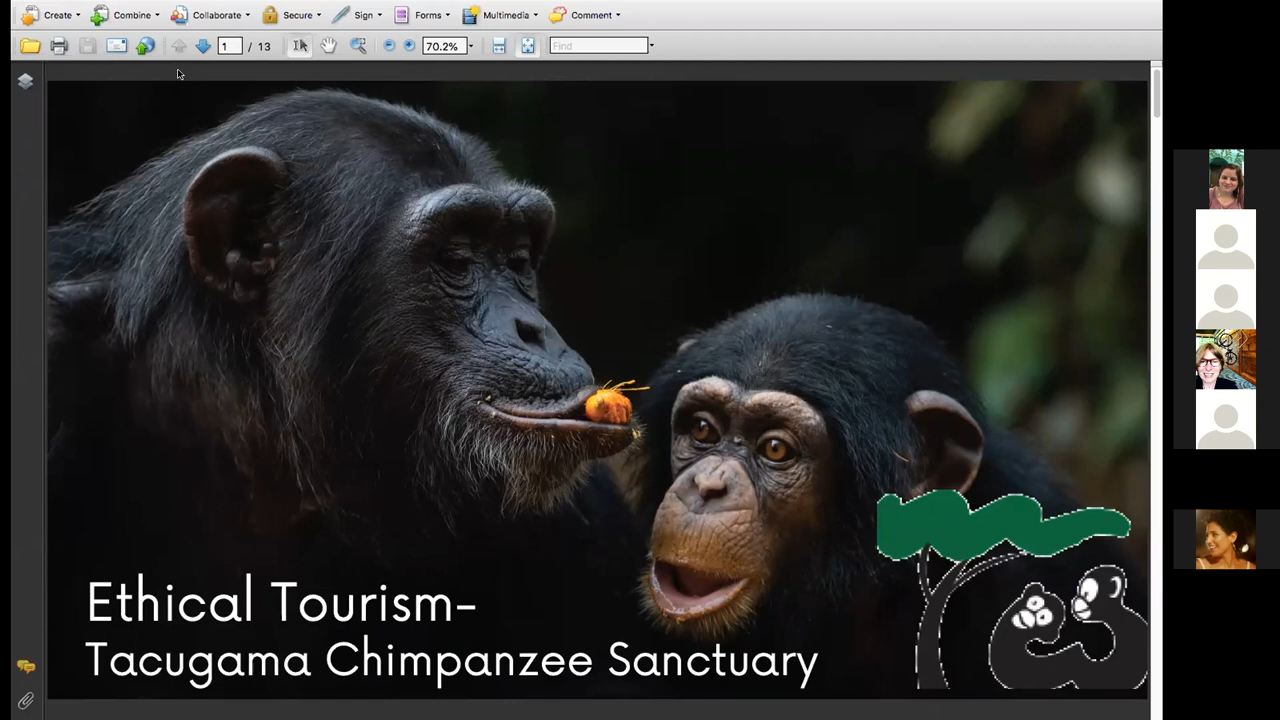 Create Combine Collaborate Secure Sign Forms Multimedia Comment
1 / 13 70.2% Find
Ethical Tourism-
Tacugama Chimpanzee Sanctuary